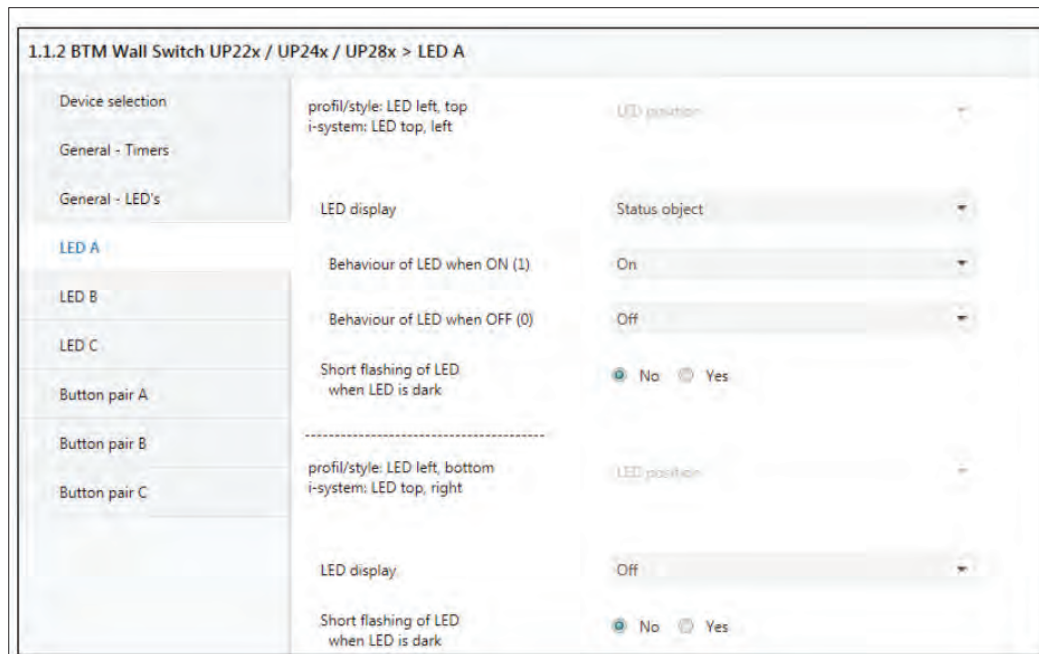 1.1.2 BTM Wall Switch UP22x / UP24x / UP28x > LED A
Device selection
General - Timers
General - LED's
LED A
LED B
LED C
Button pair A
Button pair B
Button pair C
profil/style: LED left, top
i-system: LED top, left
LED position
LED display
Status object
Behaviour of LED when ON (1)
On
Behaviour of LED when OFF (0)
Off
Short flashing of LED
when LED is dark
No Yes
----------------------------------------
profil/style: LED left, bottom
i-system: LED top, right
LED position
LED display
Off
Short flashing of LED
when LED is dark
No Yes